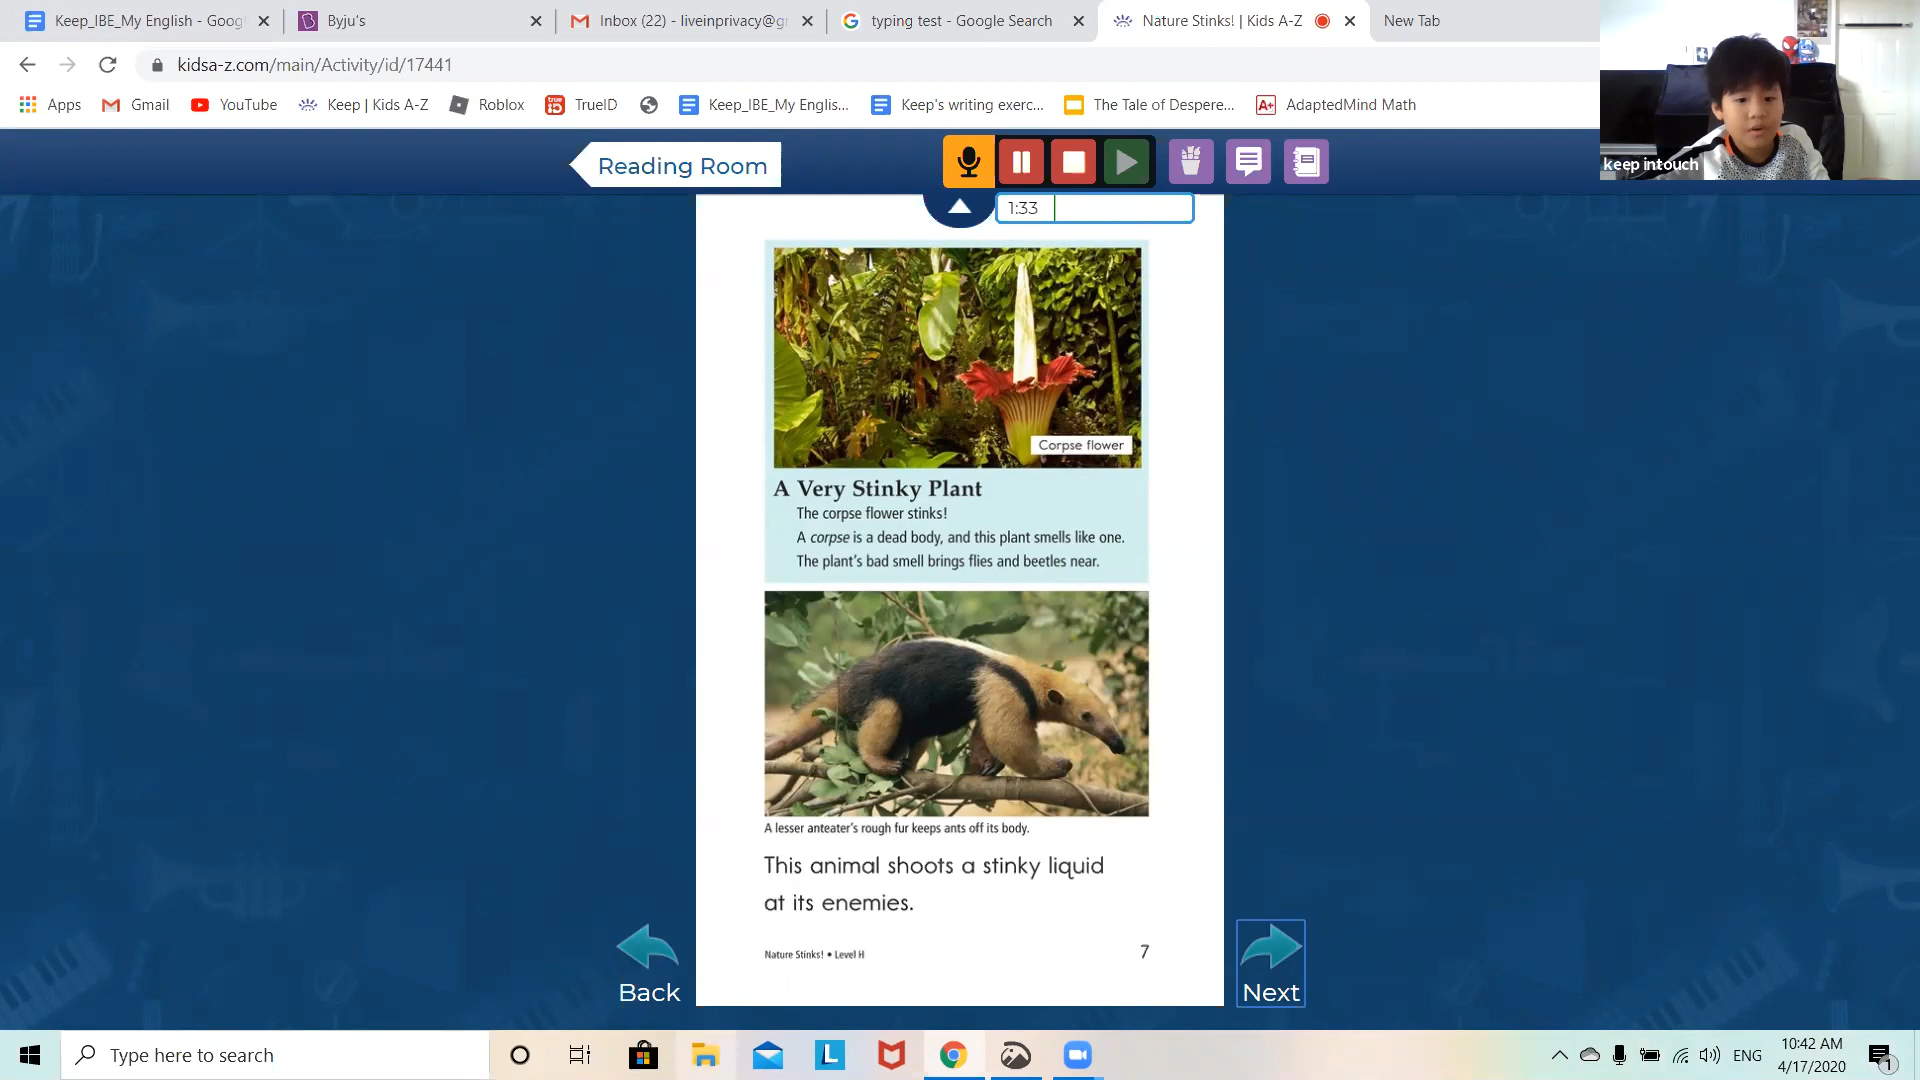 Keep_IBE_My English - Goog
Byju's
Inbox (22) - liveinprivacy@gm
typing test - Google Search
Nature Stinks! | Kids A-Z
New Tab
kidsa-z.com/main/Activity/id/17441
Apps
Gmail
YouTube
Keep | Kids A-Z
Roblox
TrueID
Keep_IBE_My Englis...
Keep's writing exerc...
The Tale of Despere...
AdaptedMind Math
keep intouch
Reading Room
1:33
Corpse flower
A Very Stinky Plant
The corpse flower stinks!
A corpse is a dead body, and this plant smells like one.
The plant's bad smell brings flies and beetles near.
A lesser anteater's rough fur keeps ants off its body.
This animal shoots a stinky liquid
at its enemies.
Nature Stinks! • Level H
7
Back
Next
Type here to search
ENG
10:42 AM
4/17/2020
1